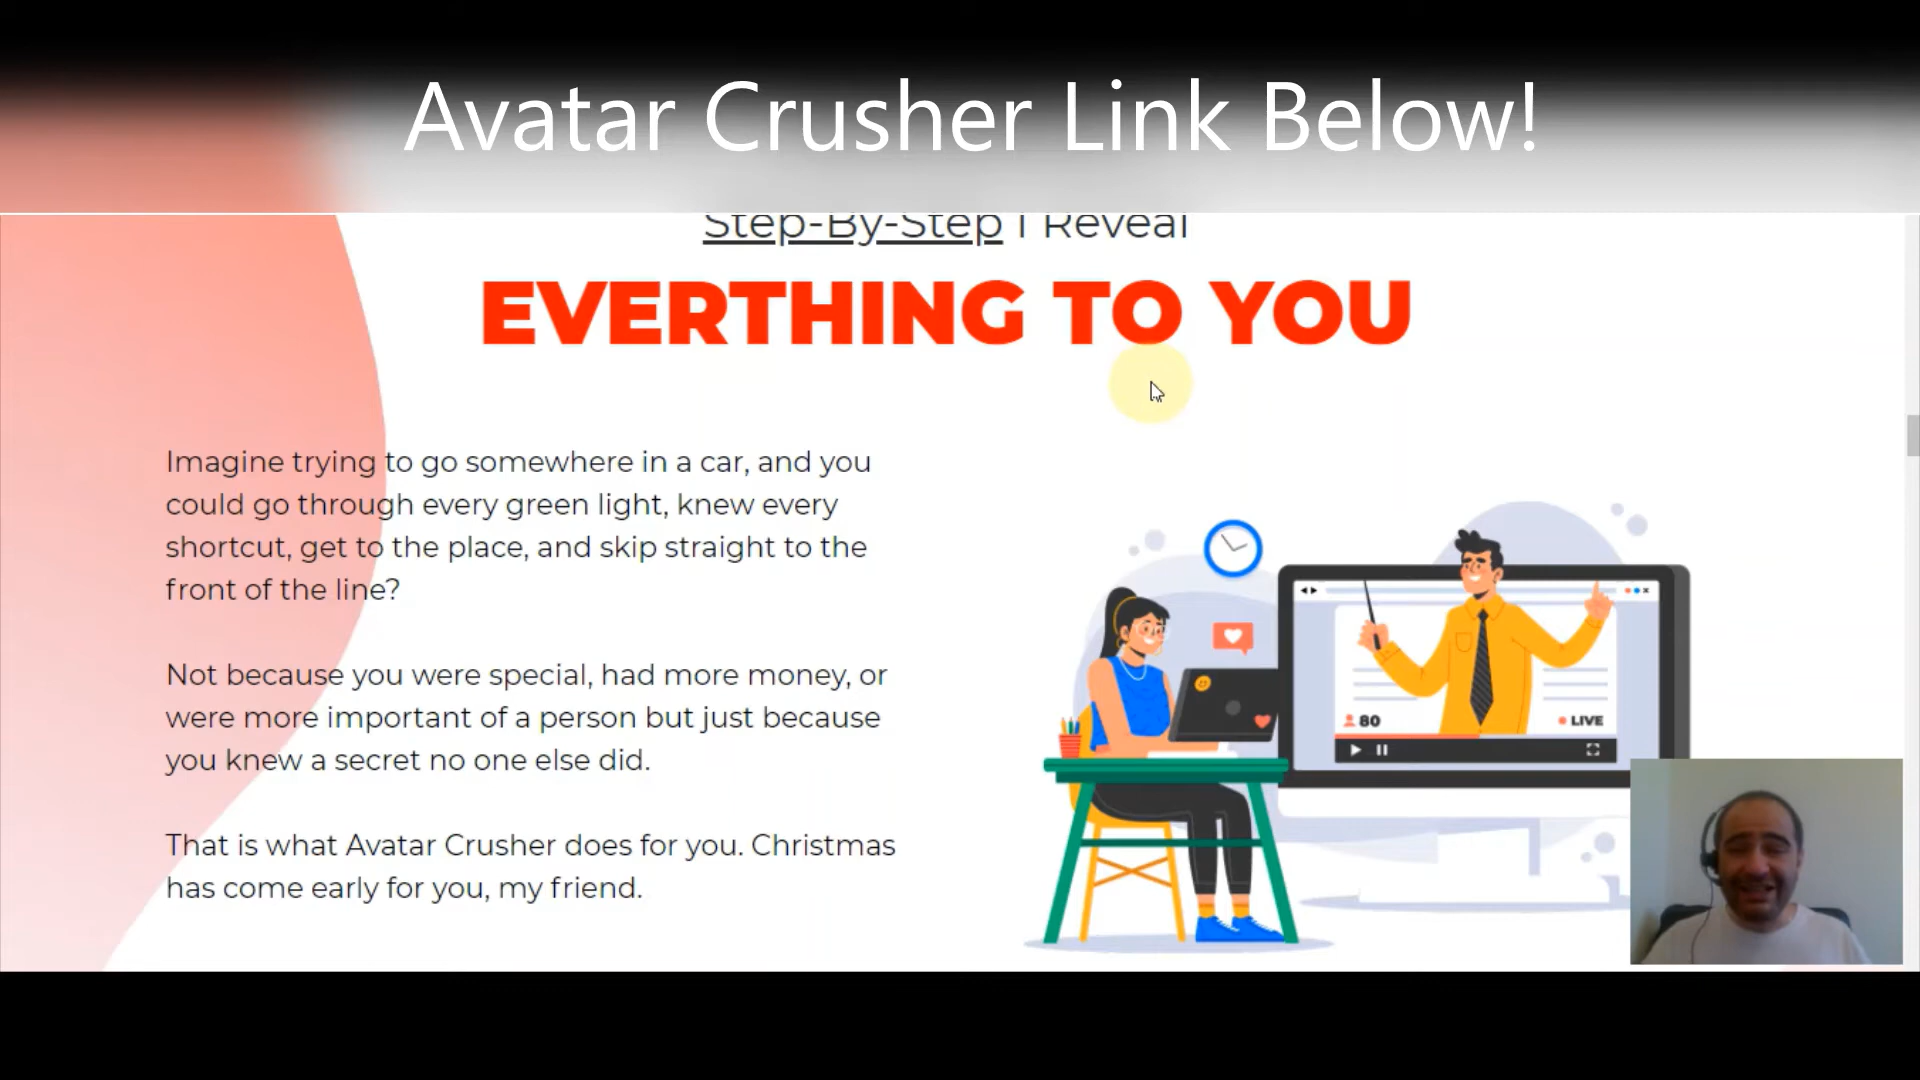 Avatar Crusher Link Below!
Step-By-Step I Reveal
EVERTHING TO YOU
Imagine trying to go somewhere in a car, and you
could go through every green light, knew every
shortcut, get to the place, and skip straight to the
front of the line?
Not because you were special, had more money, or
were more important of a person but just because
you knew a secret no one else did.
That is what Avatar Crusher does for you. Christmas
has come early for you, my friend.
80
LIVE